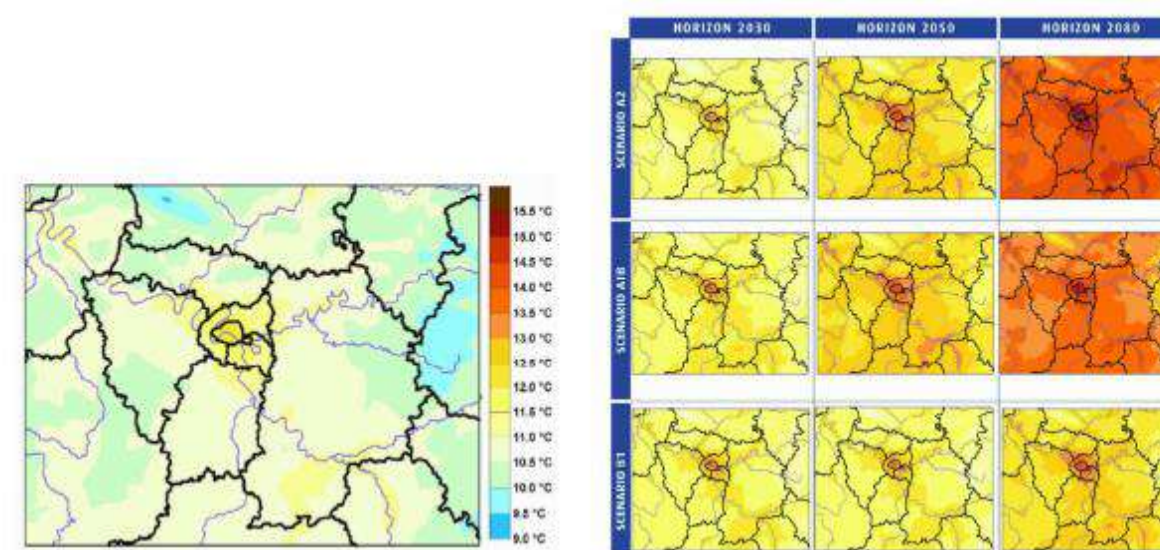 15.5 °C
15.0 °C
14.5 °C
14.0 °C
13.5 °C
13.0 °C
12.5 °C
12.0 °C
11.5 °C
11.0 °C
10.5 °C
10.0 °C
9.5 °C
9.0 °C
HORIZON 2030
HORIZON 2050
HORIZON 2080
SCENARIO A2
SCENARIO A1B
SCENARIO B1